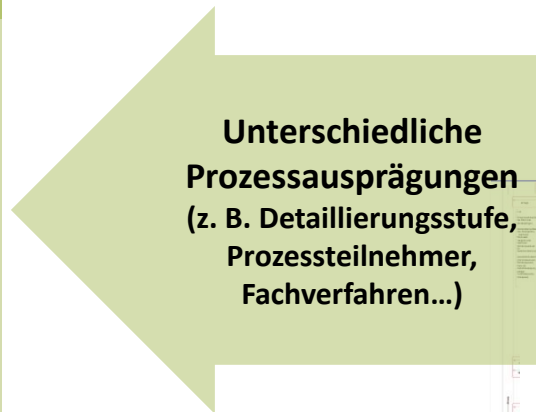 Unterschiedliche
Prozessausprägungen
(z. B. Detaillierungsstufe,
Prozessteilnehmer,
Fachverfahren…)